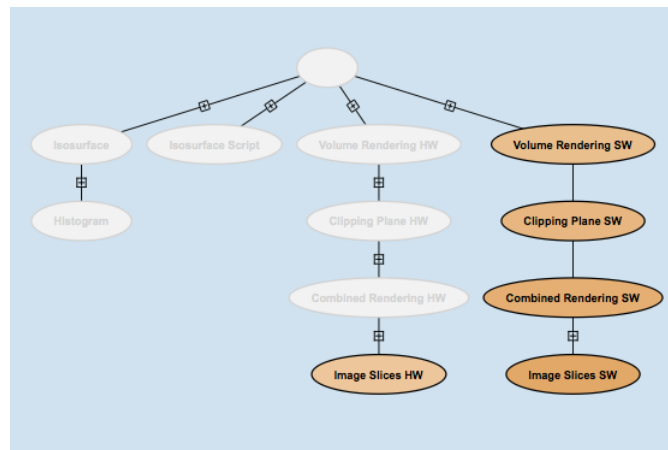 Isosurface
Isosurface Script
Volume Rendering HW
Volume Rendering SW
Histogram
Clipping Plane HW
Clipping Plane SW
Combined Rendering HW
Combined Rendering SW
Image Slices HW
Image Slices SW